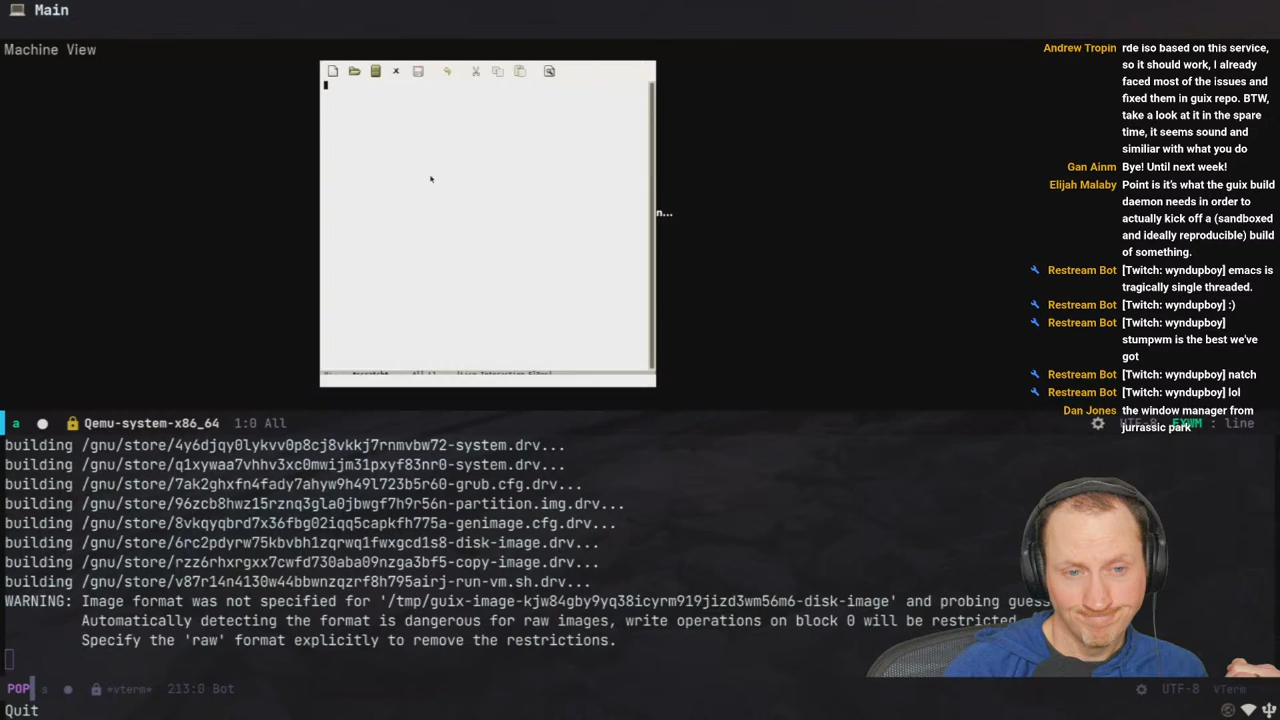 Main
Machine View
n...
a Qemu-system-x86_64 1:0 All EXWM : line
building /gnu/store/4y6djqy0lykvv0p8cj8vkkj7rnmvbw72-system.drv...
building /gnu/store/q1xywaa7vhhv3xc0mwijm31pxyf83nr0-system.drv...
building /gnu/store/7ak2ghxfn4fady7ahyw9h49l723b5r60-grub.cfg.drv...
building /gnu/store/96zcb8hwz15rznq3gla0jbwgf7h9r56n-partition.img.drv...
building /gnu/store/8vkqyqbrd7x36fbg02iqq5capkfh775a-genimage.cfg.drv...
building /gnu/store/6rc2pdyrw75kbvbh1zqrwq1fwxgcd1s8-disk-image.drv...
building /gnu/store/rzz6rhxrgxx7cwfd730aba09nzga3bf5-copy-image.drv...
building /gnu/store/v87r14n4130w44bbwnzqzrf8h795airj-run-vm.sh.drv...
WARNING: Image format was not specified for '/tmp/guix-image-kjw84gby9yq38icyrm919jizd3wm56m6-disk-image' and probing guess
Automatically detecting the format is dangerous for raw images, write operations on block 0 will be restricted
Specify the 'raw' format explicitly to remove the restrictions.
POP s *vterm* 213:0 Bot UTF-8 VTerm
Quit
Andrew Tropin rde iso based on this service,
so it should work, I already
faced most of the issues and
fixed them in guix repo. BTW,
take a look at it in the spare
time, it seems sound and
similiar with what you do
Gan Ainm Bye! Until next week!
Elijah Malaby Point is it's what the guix build
daemon needs in order to
actually kick off a (sandboxed
and ideally reproducible) build
of something.
Restream Bot [Twitch: wyndupboy] emacs is
tragically single threaded.
Restream Bot [Twitch: wyndupboy] :)
Restream Bot [Twitch: wyndupboy]
stumpwm is the best we've
got
Restream Bot [Twitch: wyndupboy] natch
Restream Bot [Twitch: wyndupboy] lol
Dan Jones the window manager from
jurrassic park